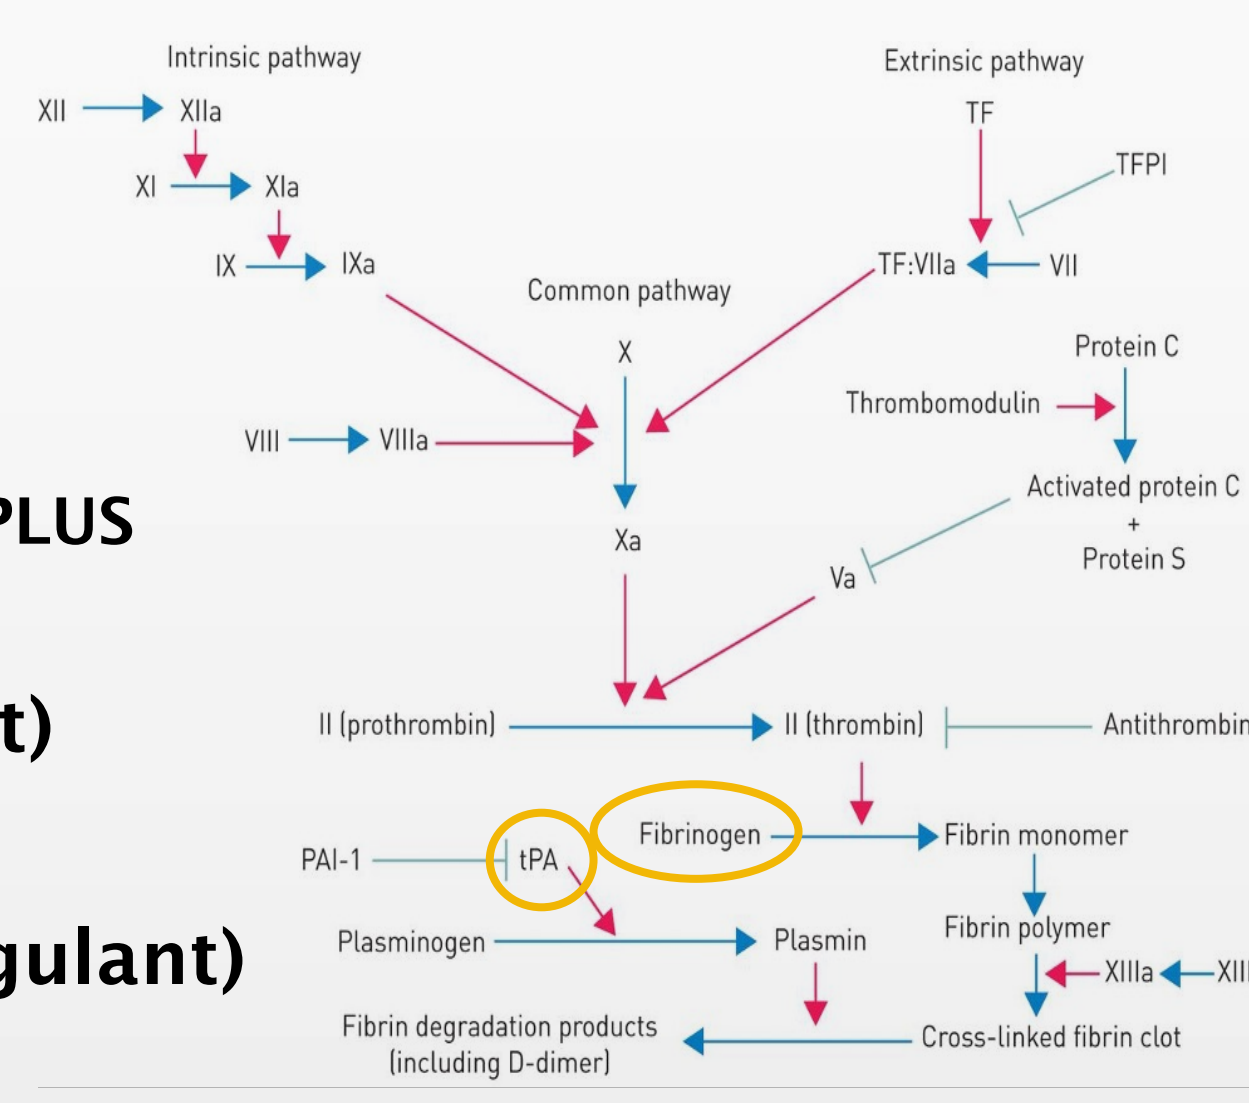 Intrinsic pathway
Extrinsic pathway
XII
XIIa
TF
TFPI
XI
XIa
IX
IXa
TF:VIIa
VII
Common pathway
X
Protein C
Thrombomodulin
VIII
VIIIa
Activated protein C
+
Protein S
PLUS
Xa
Va
t)
II (prothrombin)
II (thrombin)
Antithrombin
Fibrinogen
Fibrin monomer
PAI-1
tPA
Fibrin polymer
gulant)
Plasminogen
Plasmin
XIIIa
XIII
Fibrin degradation products
(including D-dimer)
Cross-linked fibrin clot